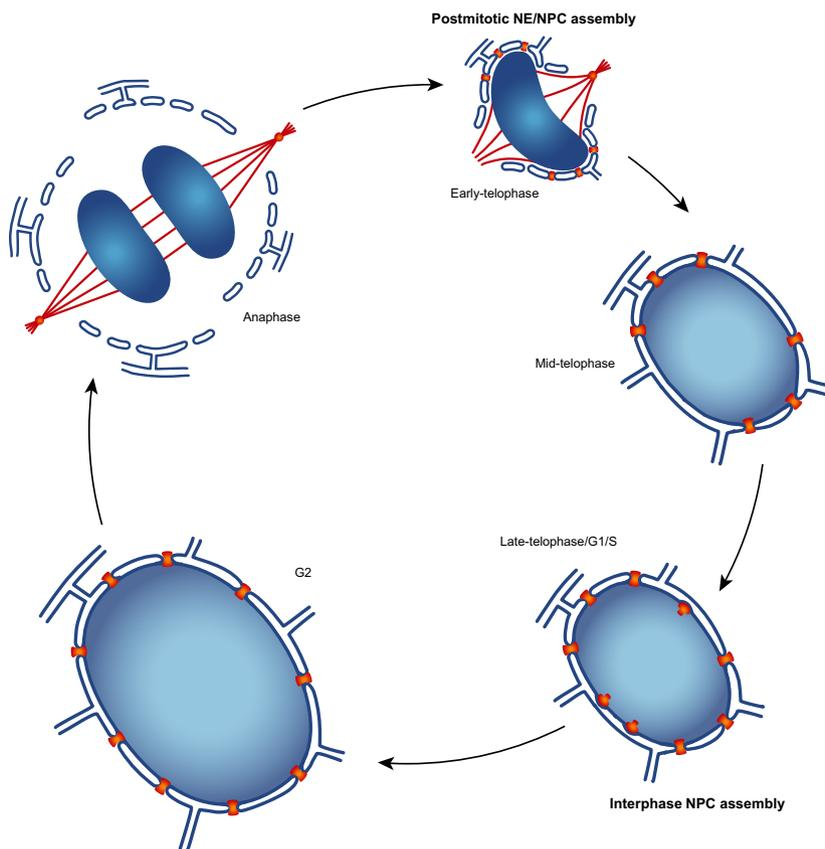 Postmitotic NE/NPC assembly
Early-telophase
Anaphase
Mid-telophase
Late-telophase/G1/S
G2
Interphase NPC assembly